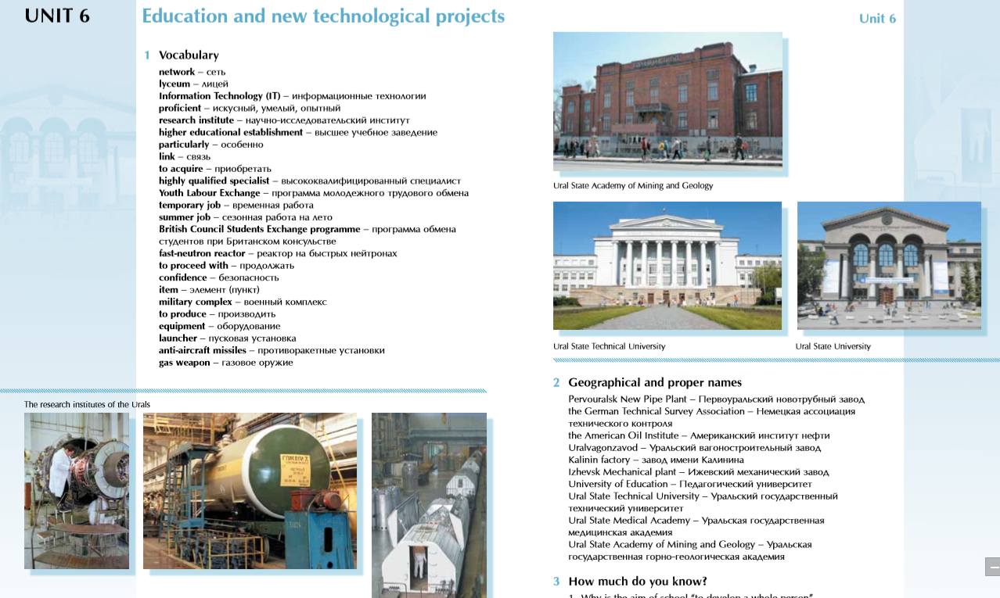 UNIT 6
Education and new technological projects
1 Vocabulary
network – сеть
lyceum – лицей
Information Technology (IT) – информационные технологии
proficient – искусный, умелый, опытный
research institute – научно-исследовательский институт
higher educational establishment – высшее учебное заведение
particularly – особенно
link – связь
to acquire – приобретать
highly qualified specialist – высококвалифицированный специалист
Youth Labour Exchange – программа молодежного трудового обмена
temporary job – временная работа
summer job – сезонная работа на лето
British Council Students Exchange programme – программа обмена
студентов при Британском консульстве
fast-neutron reactor – реактор на быстрых нейтронах
to proceed with – продолжать
confidence – безопасность
item – элемент (пункт)
military complex – военный комплекс
to produce – производить
equipment – оборудование
launcher – пусковая установка
anti-aircraft missiles – противоракетные установки
gas weapon – газовое оружие
The research institutes of the Urals
Unit 6
Ural State Academy of Mining and Geology
Ural State Technical University
Ural State University
2 Geographical and proper names
Pervouralsk New Pipe Plant – Первоуральский новотрубный завод
the German Technical Survey Association – Немецкая ассоциация
технического контроля
the American Oil Institute – Американский институт нефти
Uralvagonzavod – Уральский вагоностроительный завод
Kalinin factory – завод имени Калинина
Izhevsk Mechanical plant – Ижевский механический завод
University of Education – Педагогический университет
Ural State Technical University – Уральский государственный
технический университет
Ural State Medical Academy – Уральская государственная
медицинская академия
Ural State Academy of Mining and Geology – Уральская
государственная горно-геологическая академия
3 How much do you know?
1. Why is the aim of school “to develop a whole person”